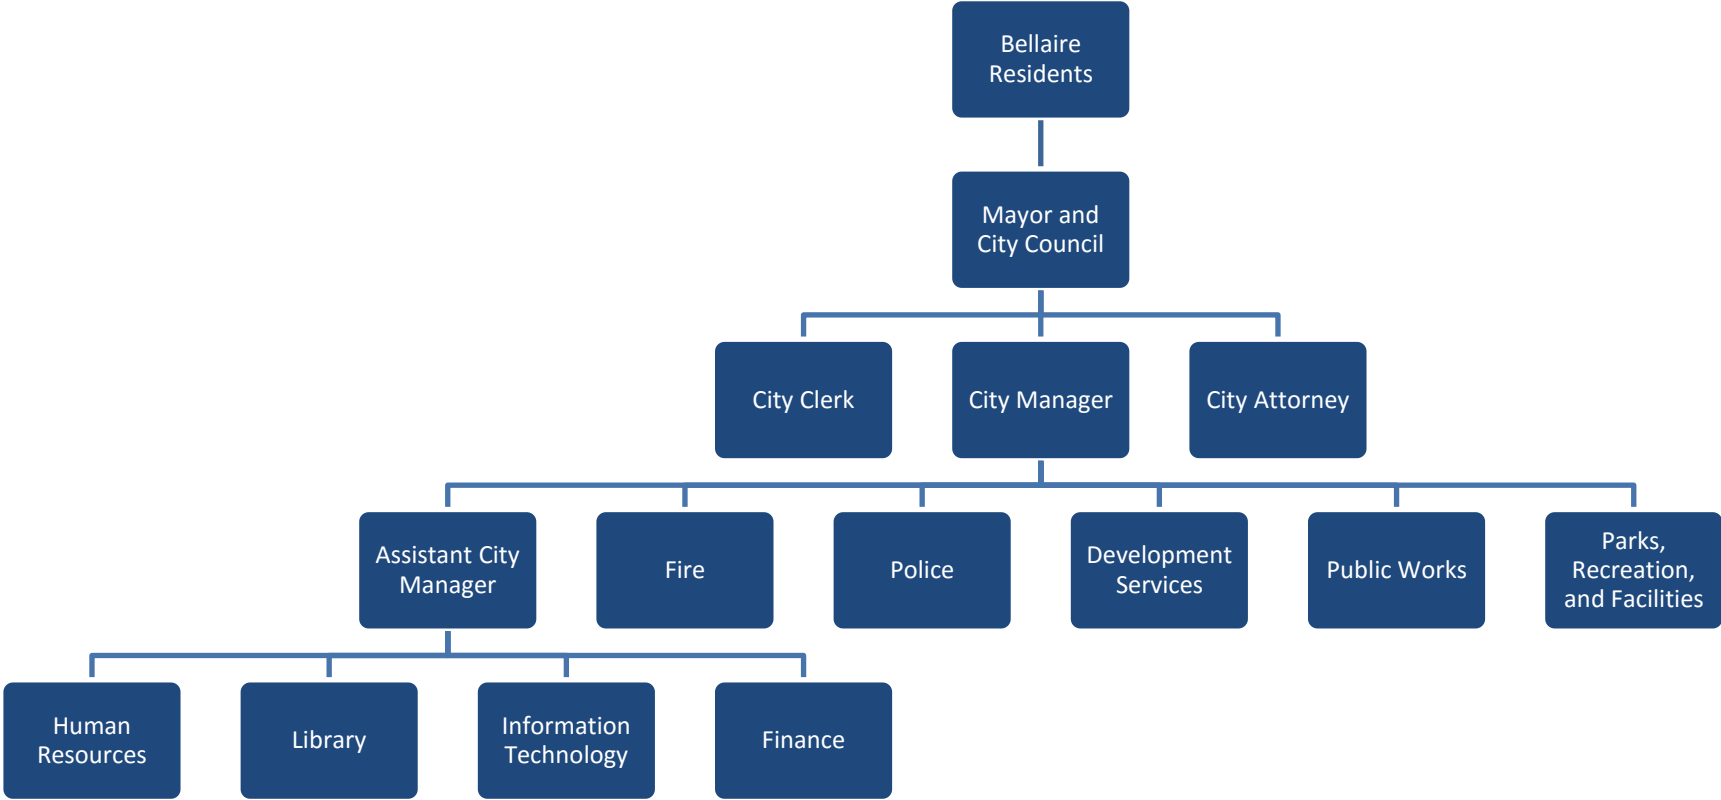 Bellaire
Residents
Mayor and
City Council
City Clerk
City Manager
City Attorney
Assistant City
Manager
Fire
Police
Development
Services
Public Works
Parks,
Recreation,
and Facilities
Human
Resources
Library
Information
Technology
Finance